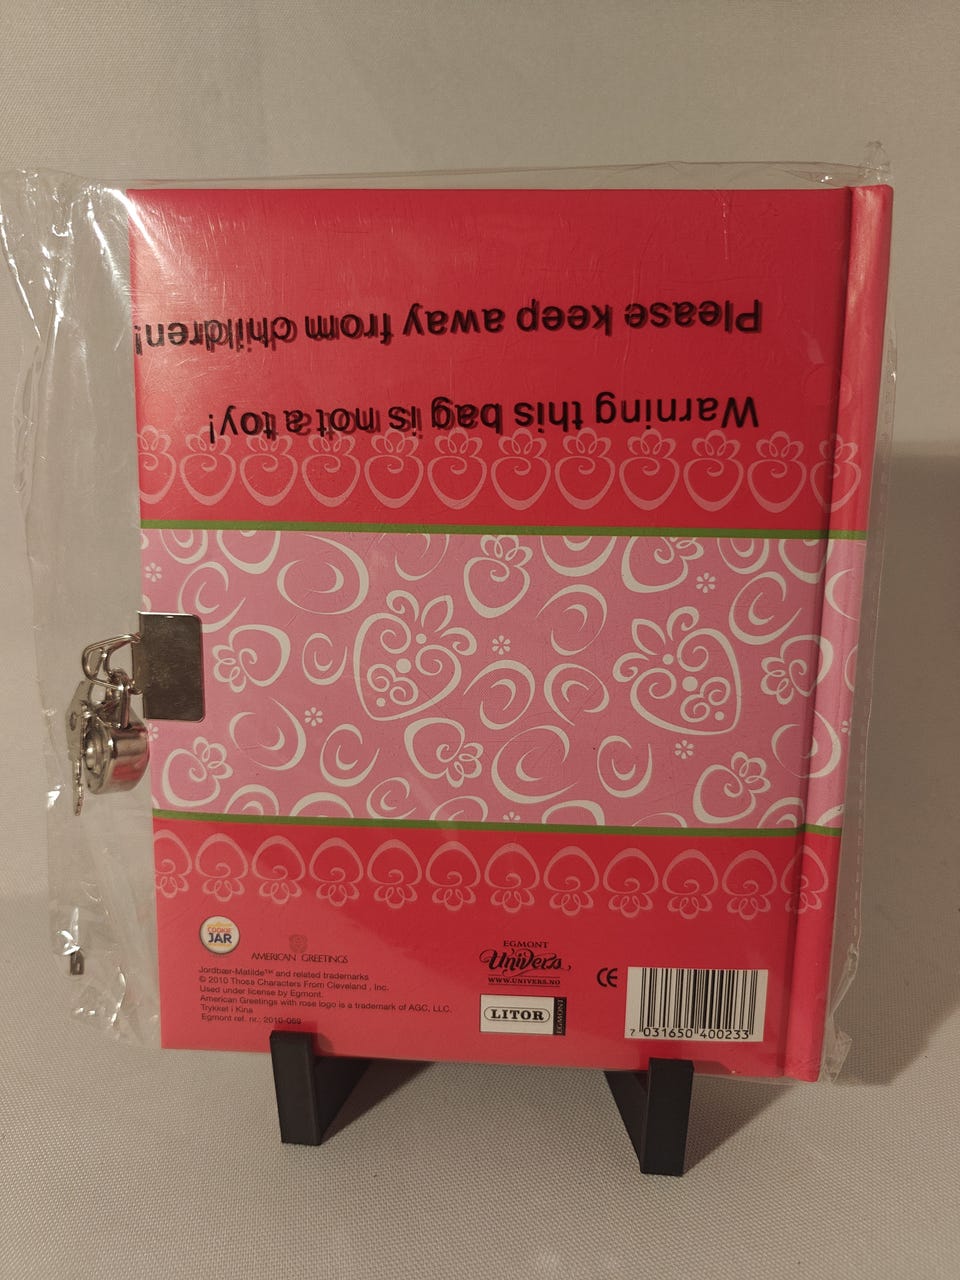 Warning this bag is not a toy!
Please keep away from children!
COOKIE
JAR
AMERICAN GREETINGS
Jordbær-Matilde™ and related trademarks
© 2010 Those Characters From Cleveland , Inc.
Used under license by Egmont.
American Greetings with rose logo is a trademark of AGC, LLC.
Trykket i Kina
Egmont ref. nr.: 2010-069
EGMONT
Univers
WWW.UNIVERS.NO
LITOR
EGMONT
CE
7 031650 400233